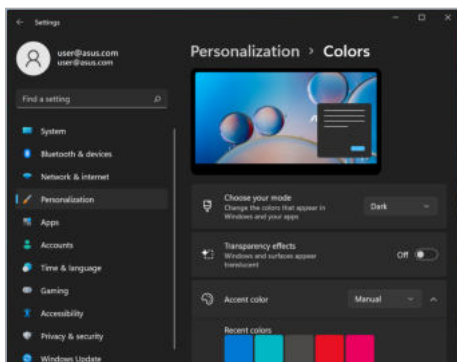 Settings
user@asus.com
user@asus.com
Find a setting
System
Bluetooth & devices
Network & internet
Personalization
Apps
Accounts
Time & language
Gaming
Accessibility
Privacy & security
Windows Update
Personalization › Colors
Choose your mode
Change the colors that appear in
Windows and your apps
Dark
Transparency effects
Windows and surfaces appear
translucent
Off
Accent color
Manual
Recent colors